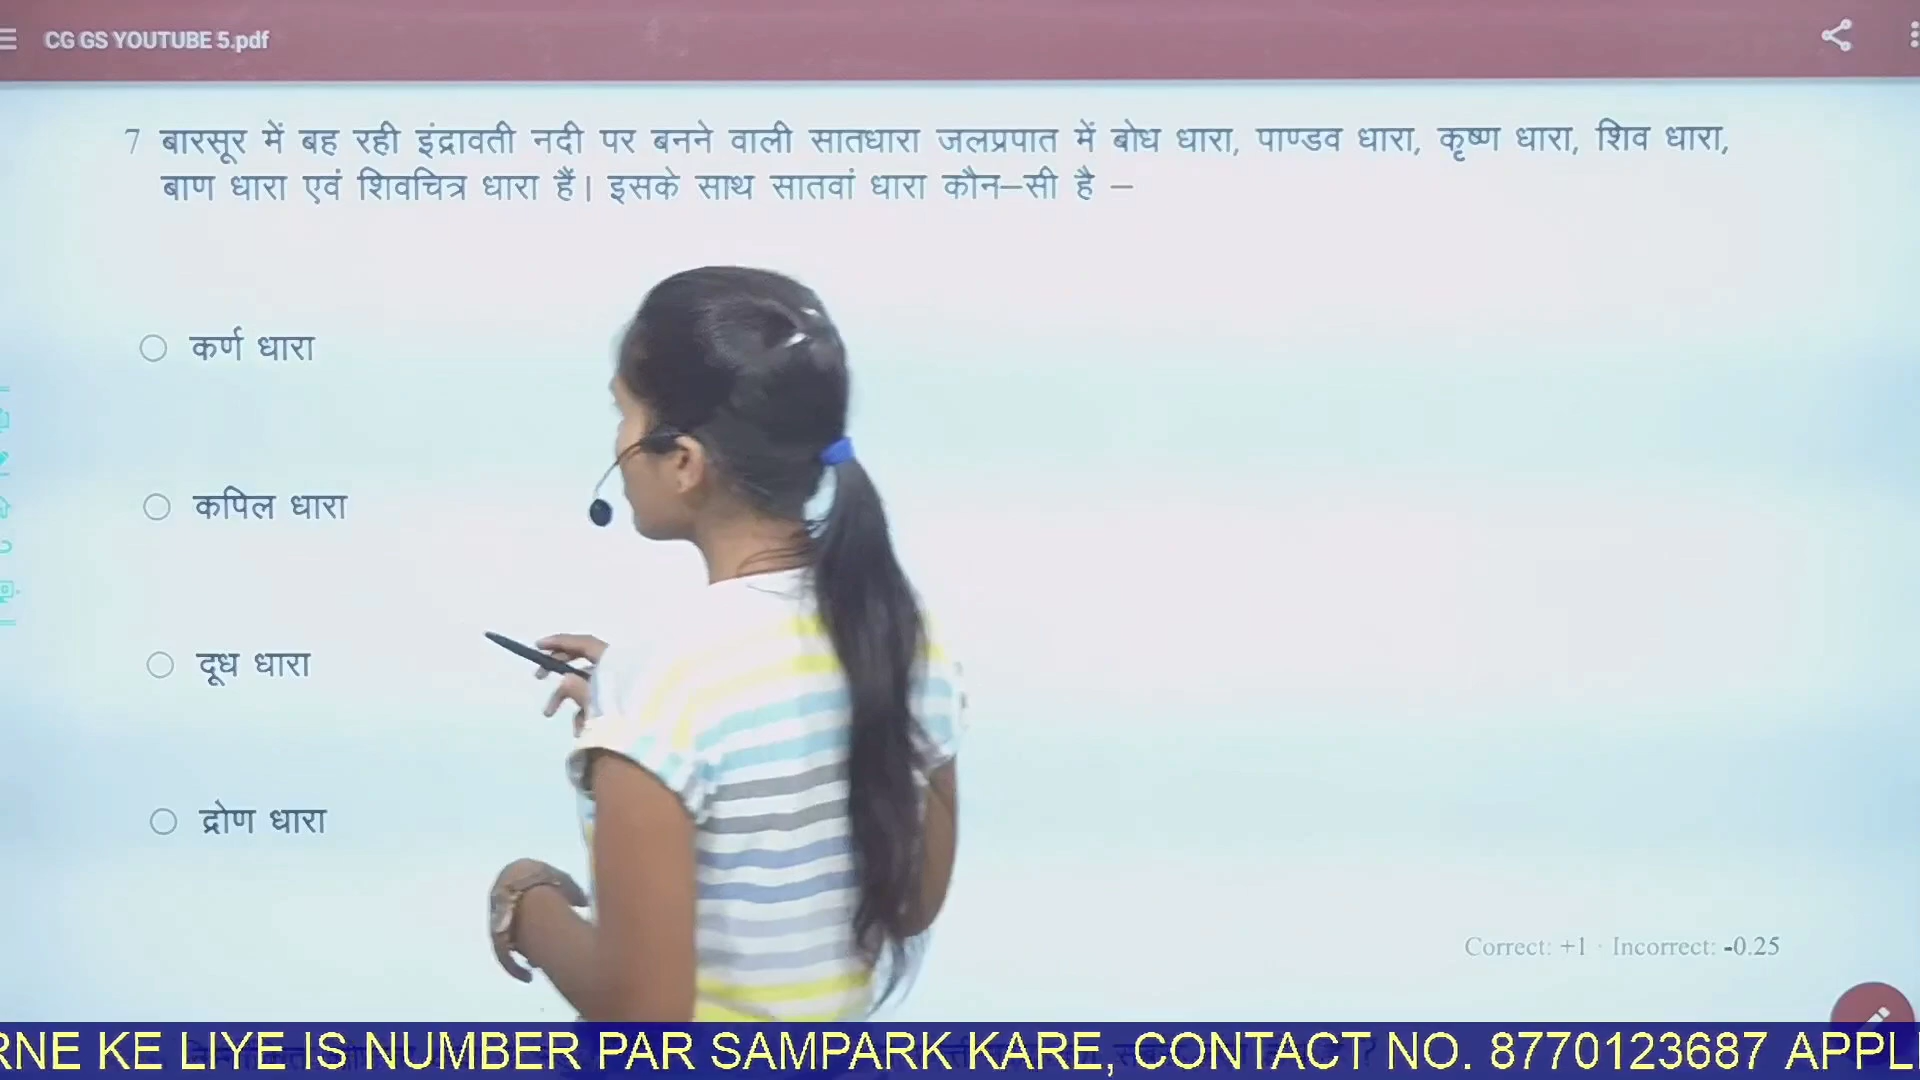 CG GS YOUTUBE 5.pdf
7 बारसूर में बह रही इंद्रावती नदी पर बनने वाली सातधारा जलप्रपात में बोध धारा, पाण्डव धारा, कृष्ण धारा, शिव धारा,
बाण धारा एवं शिवचित्र धारा हैं। इसके साथ सातवां धारा कौन–सी है –
कर्ण धारा
कपिल धारा
दूध धारा
द्रोण धारा
Correct: +1 · Incorrect: -0.25
RNE KE LIYE IS NUMBER PAR SAMPARK KARE, CONTACT NO. 8770123687 APPL